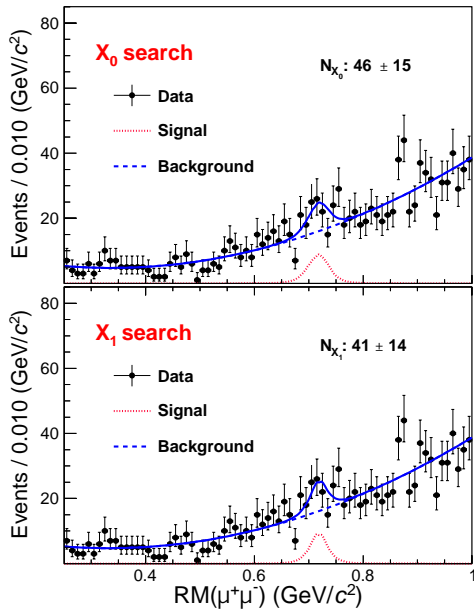 80
60
40
20
Events / 0.010 (GeV/c²)
X₀ search
N_X₀: 46 ± 15
Data
Signal
Background
80
60
40
20
Events / 0.010 (GeV/c²)
X₁ search
N_X₁: 41 ± 14
Data
Signal
Background
0.4 0.6 0.8 1
RM(μ⁺μ⁻) (GeV/c²)